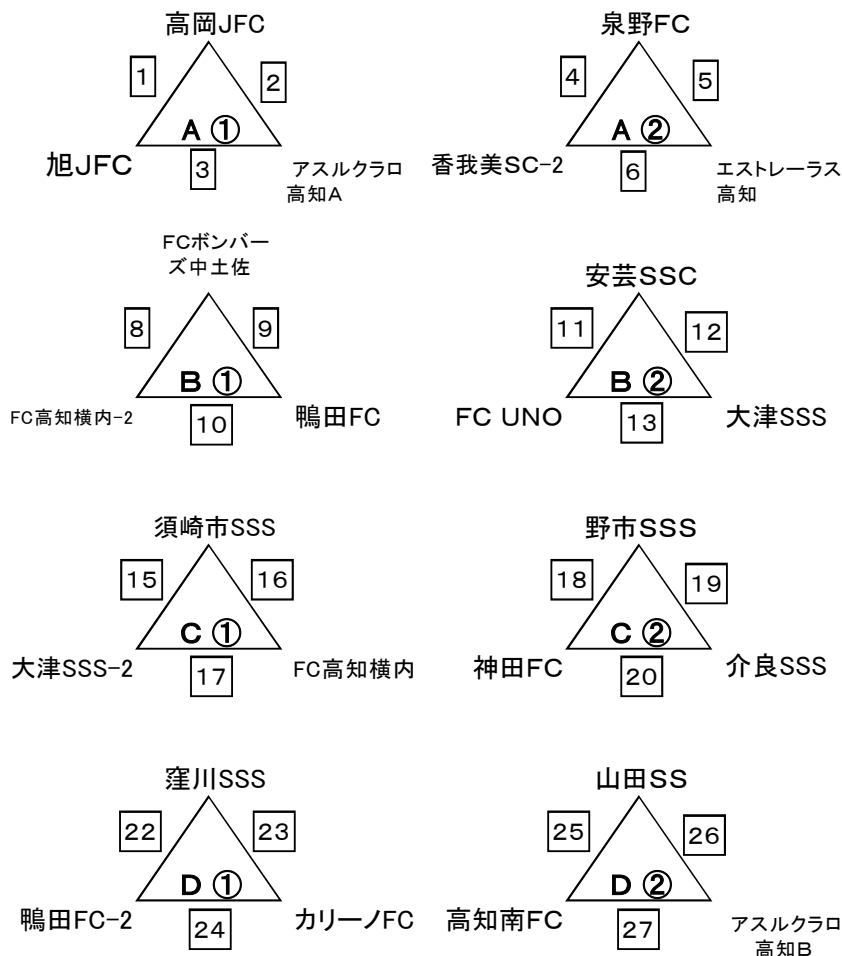 高岡JFC
1
2
A ①
旭JFC
3
アスルクラロ
高知A
泉野FC
4
5
A ②
香我美SC-2
6
エストレーラス
高知
FCボンバー
ズ中土佐
8
9
B ①
FC高知横内-2
10
鴨田FC
安芸SSC
11
12
B ②
FC UNO
13
大津SSS
須崎市SSS
15
16
C ①
大津SSS-2
17
FC高知横内
野市SSS
18
19
C ②
神田FC
20
介良SSS
窪川SSS
22
23
D ①
鴨田FC-2
24
カリーノFC
山田SS
25
26
D ②
高知南FC
27
アスルクラロ
高知B